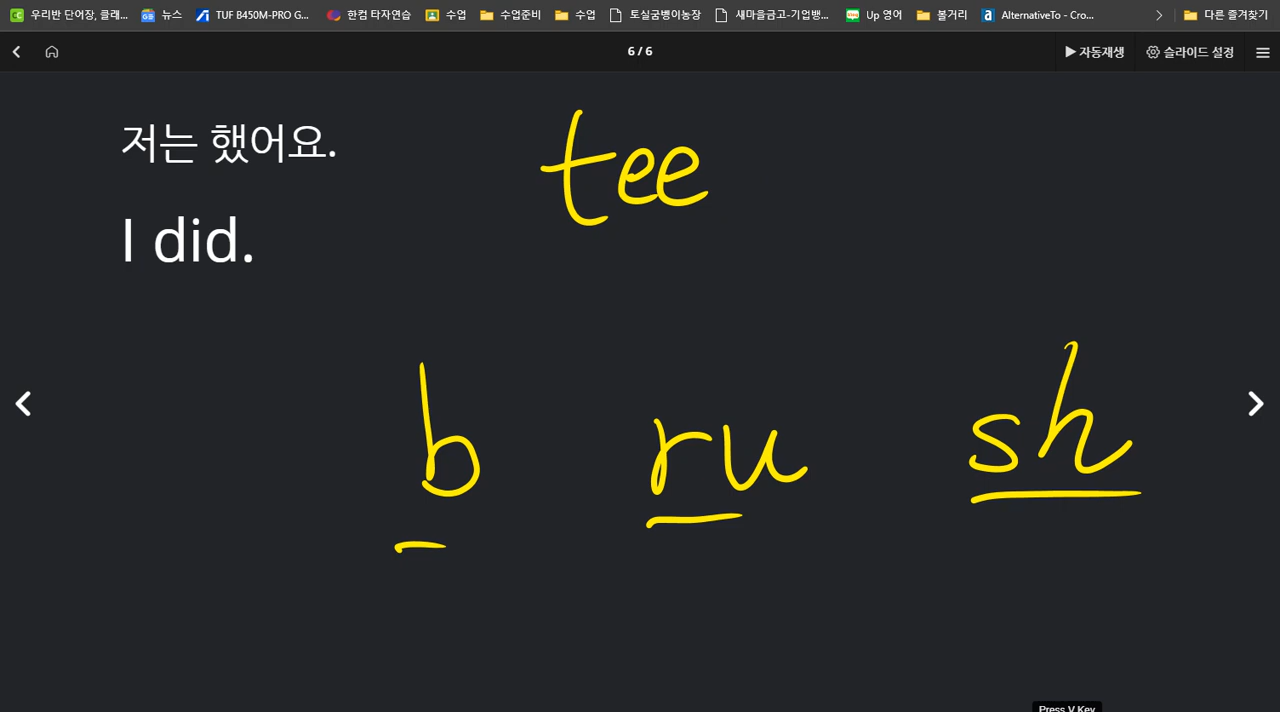 우리반 단어장, 클래... 뉴스 TUF B450M-PRO G... 한컴 타자연습 수업 수업준비 수업 토실굼벵이농장 새마을금고-기업뱅... Up 영어 볼거리 AlternativeTo - Cro... 다른 즐겨찾기
6 / 6 자동재생 슬라이드 설정
저는 했어요.
tee
I did.
b ru sh
Press V Key